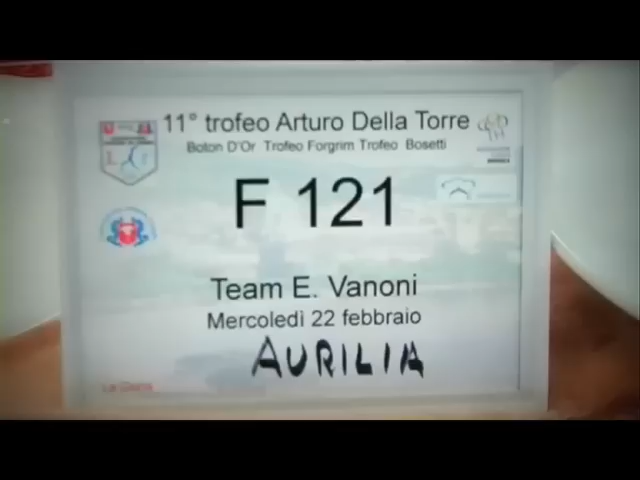 11° trofeo Arturo Della Torre
Boton D'Or Trofeo Forgrim Trofeo Bosetti
F 121
Team E. Vanoni
Mercoledì 22 febbraio
AURILIA